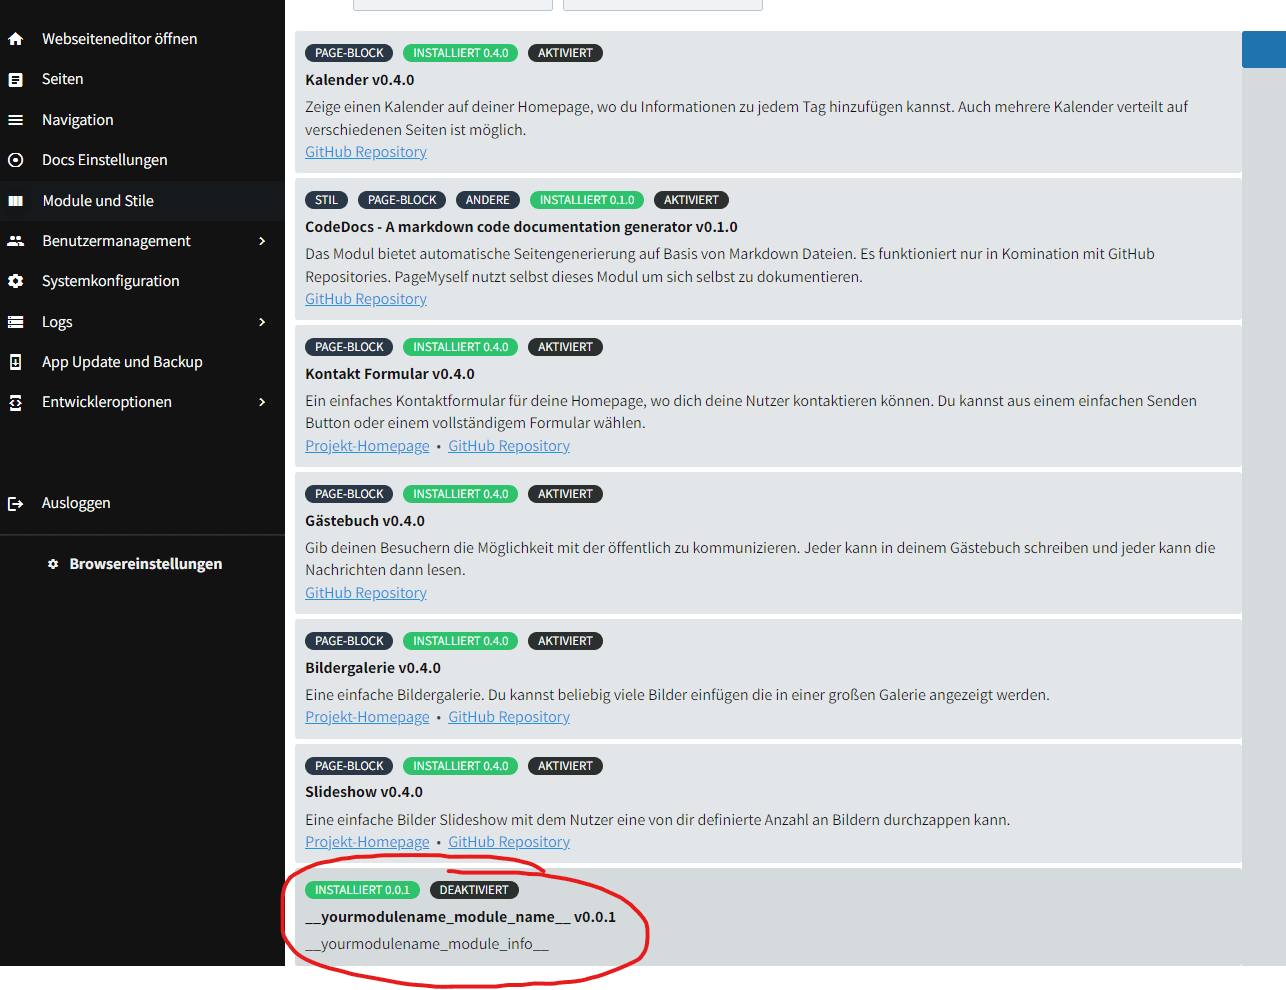 Webseiteneditor öffnen
Seiten
Navigation
Docs Einstellungen
Module und Stile
Benutzermanagement
Systemkonfiguration
Logs
App Update und Backup
Entwickleroptionen
Ausloggen
Browsereinstellungen
PAGE-BLOCK INSTALLIERT 0.4.0 AKTIVIERT
Kalender v0.4.0
Zeige einen Kalender auf deiner Homepage, wo du Informationen zu jedem Tag hinzufügen kannst. Auch mehrere Kalender verteilt auf
verschiedenen Seiten ist möglich.
GitHub Repository
STIL PAGE-BLOCK ANDERE INSTALLIERT 0.1.0 AKTIVIERT
CodeDocs - A markdown code documentation generator v0.1.0
Das Modul bietet automatische Seitengenerierung auf Basis von Markdown Dateien. Es funktioniert nur in Komination mit GitHub
Repositories. PageMyself nutzt selbst dieses Modul um sich selbst zu dokumentieren.
GitHub Repository
PAGE-BLOCK INSTALLIERT 0.4.0 AKTIVIERT
Kontakt Formular v0.4.0
Ein einfaches Kontaktformular für deine Homepage, wo dich deine Nutzer kontaktieren können. Du kannst aus einem einfachen Senden
Button oder einem vollständigem Formular wählen.
Projekt-Homepage • GitHub Repository
PAGE-BLOCK INSTALLIERT 0.4.0 AKTIVIERT
Gästebuch v0.4.0
Gib deinen Besuchern die Möglichkeit mit der öffentlich zu kommunizieren. Jeder kann in deinem Gästebuch schreiben und jeder kann die
Nachrichten dann lesen.
GitHub Repository
PAGE-BLOCK INSTALLIERT 0.4.0 AKTIVIERT
Bildergalerie v0.4.0
Eine einfache Bildergalerie. Du kannst beliebig viele Bilder einfügen die in einer großen Galerie angezeigt werden.
Projekt-Homepage • GitHub Repository
PAGE-BLOCK INSTALLIERT 0.4.0 AKTIVIERT
Slideshow v0.4.0
Eine einfache Bilder Slideshow mit dem Nutzer eine von dir definierte Anzahl an Bildern durchzappen kann.
Projekt-Homepage • GitHub Repository
INSTALLIERT 0.0.1 DEAKTIVIERT
__yourmodulename_module_name__ v0.0.1
__yourmodulename_module_info__